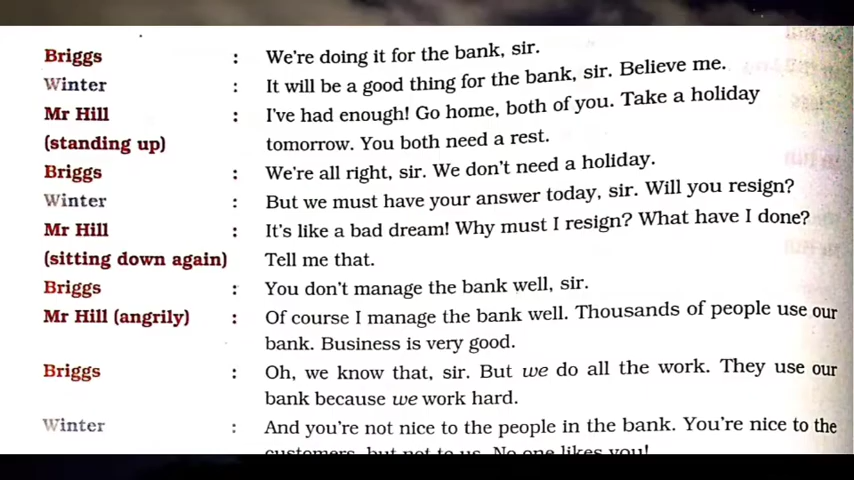 Briggs : We're doing it for the bank, sir.
Winter : It will be a good thing for the bank, sir. Believe me.
Mr Hill : I've had enough! Go home, both of you. Take a holiday
(standing up) tomorrow. You both need a rest.
Briggs : We're all right, sir. We don't need a holiday.
Winter : But we must have your answer today, sir. Will you resign?
Mr Hill : It's like a bad dream! Why must I resign? What have I done?
(sitting down again) Tell me that.
Briggs : You don't manage the bank well, sir.
Mr Hill (angrily) : Of course I manage the bank well. Thousands of people use our
bank. Business is very good.
Briggs : Oh, we know that, sir. But we do all the work. They use our
bank because we work hard.
Winter : And you're not nice to the people in the bank. You're nice to the
customers, but not to us. No one likes you!